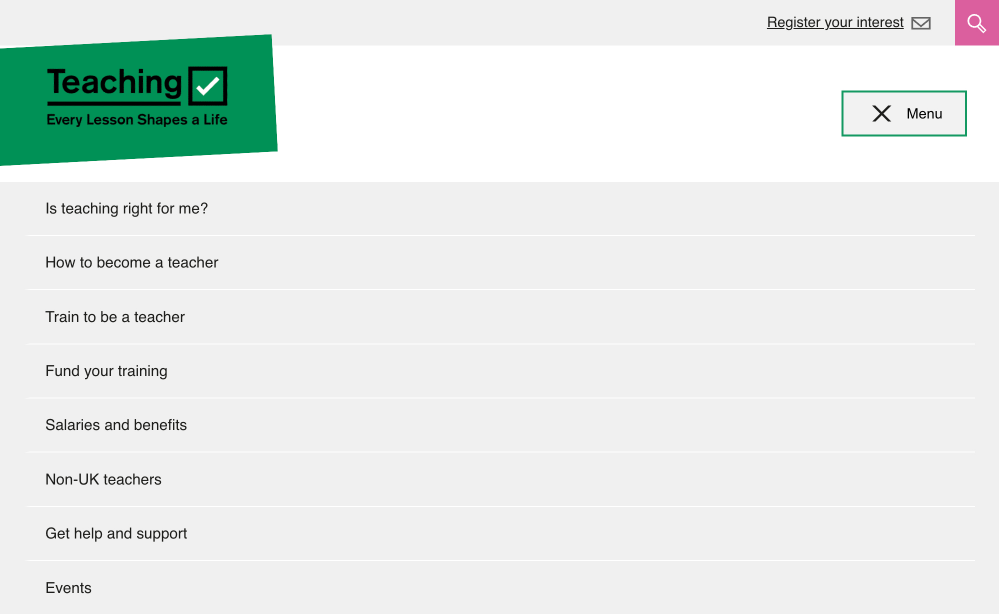 Register your interest
Teaching
Every Lesson Shapes a Life
Menu
Is teaching right for me?
How to become a teacher
Train to be a teacher
Fund your training
Salaries and benefits
Non-UK teachers
Get help and support
Events